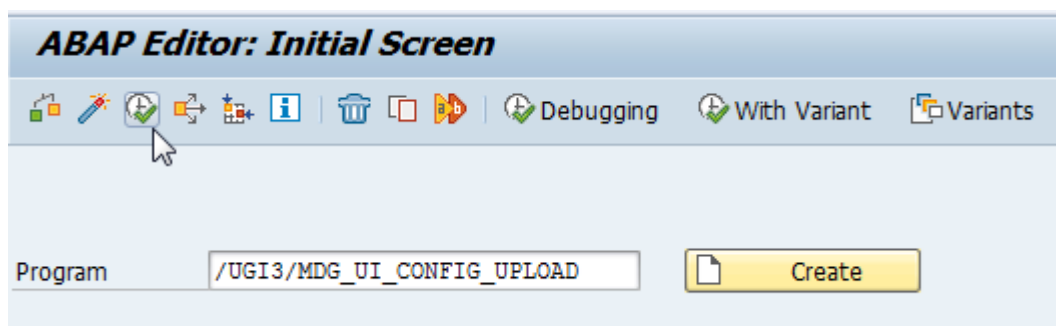 ABAP Editor: Initial Screen
Debugging With Variant Variants
Program /UGI3/MDG_UI_CONFIG_UPLOAD Create